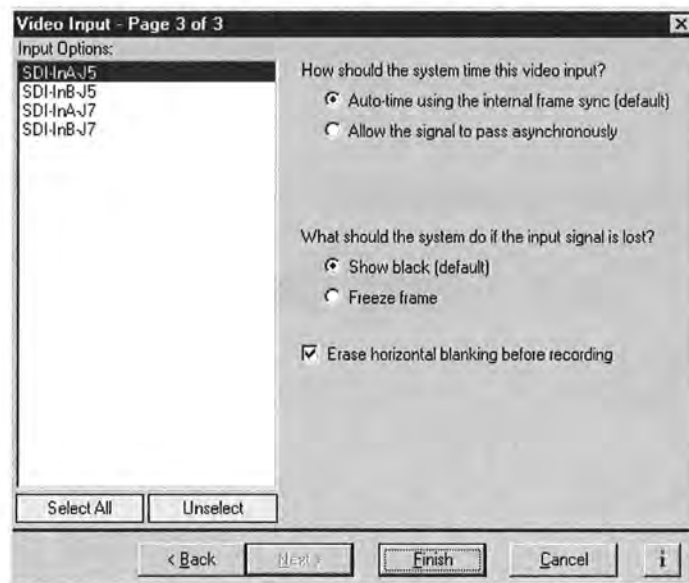 Video Input - Page 3 of 3
Input Options:
SDI-InA-J5
SDI-InB-J5
SDI-InA-J7
SDI-InB-J7
How should the system time this video input?
Auto-time using the internal frame sync (default)
Allow the signal to pass asynchronously
What should the system do if the input signal is lost?
Show black (default)
Freeze frame
Erase horizontal blanking before recording
Select All Unselect
< Back Next > Finish Cancel i